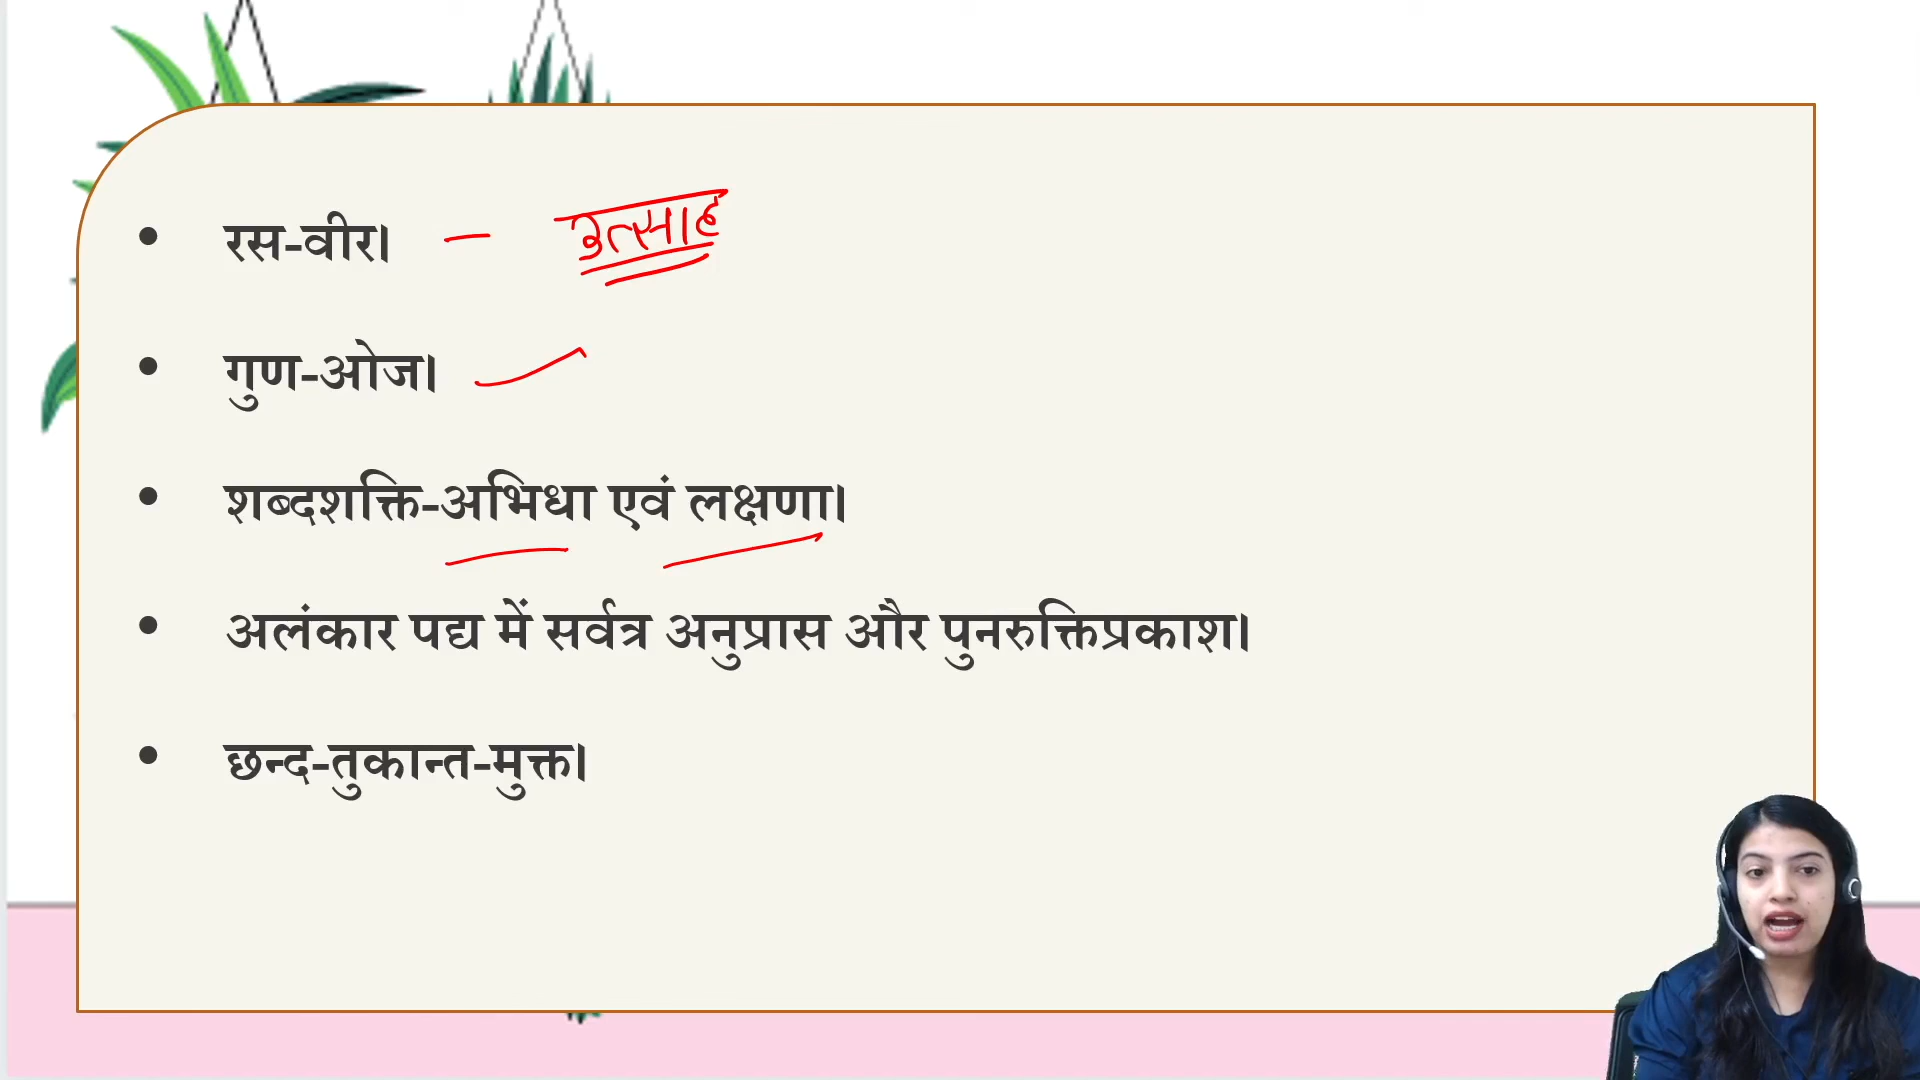 • रस-वीर। – उत्साह
• गुण-ओज।
• शब्दशक्ति-अभिधा एवं लक्षणा।
• अलंकार पद्य में सर्वत्र अनुप्रास और पुनरुक्तिप्रकाश।
• छन्द-तुकान्त-मुक्त।